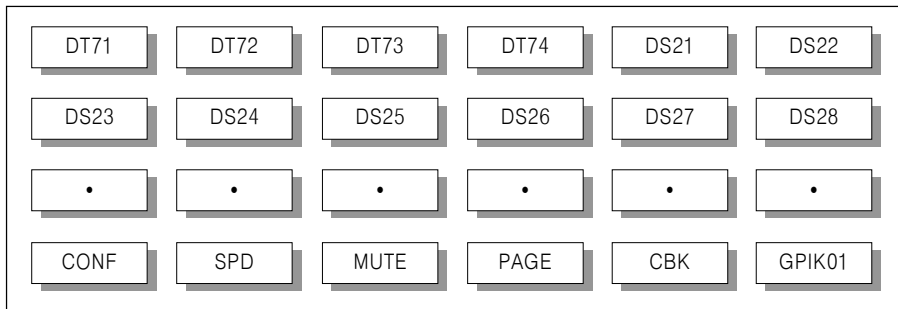 DT71 DT72 DT73 DT74 DS21 DS22
DS23 DS24 DS25 DS26 DS27 DS28
• • • • • •
CONF SPD MUTE PAGE CBK GPIK01